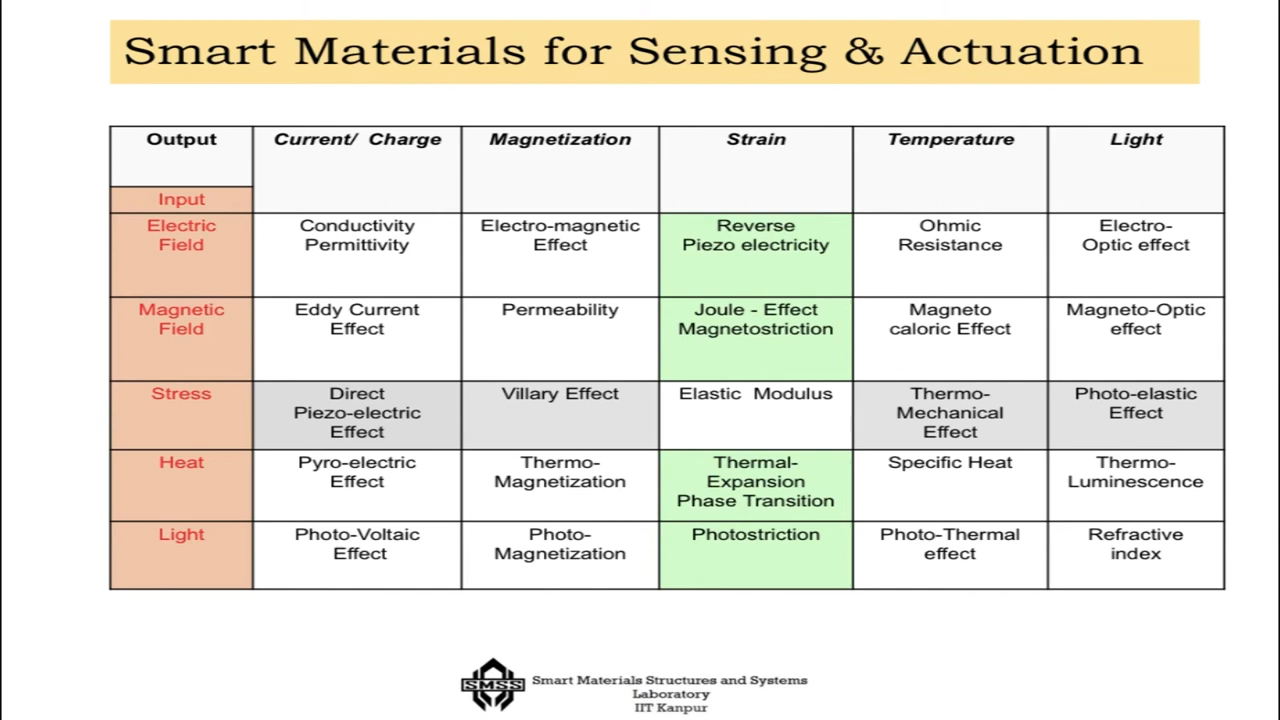 Smart Materials for Sensing & Actuation
Output
Current/ Charge
Magnetization
Strain
Temperature
Light
Input
Electric
Field
Conductivity
Permittivity
Electro-magnetic
Effect
Reverse
Piezo electricity
Ohmic
Resistance
Electro-
Optic effect
Magnetic
Field
Eddy Current
Effect
Permeability
Joule - Effect
Magnetostriction
Magneto
caloric Effect
Magneto-Optic
effect
Stress
Direct
Piezo-electric
Effect
Villary Effect
Elastic Modulus
Thermo-
Mechanical
Effect
Photo-elastic
Effect
Heat
Pyro-electric
Effect
Thermo-
Magnetization
Thermal-
Expansion
Phase Transition
Specific Heat
Thermo-
Luminescence
Light
Photo-Voltaic
Effect
Photo-
Magnetization
Photostriction
Photo-Thermal
effect
Refractive
index
SMSS
Smart Materials Structures and Systems
Laboratory
IIT Kanpur